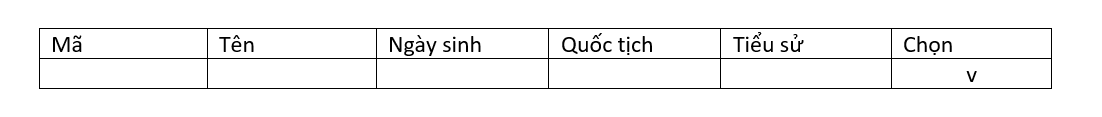 Mã Tên Ngày sinh Quốc tịch Tiểu sử Chọn
v